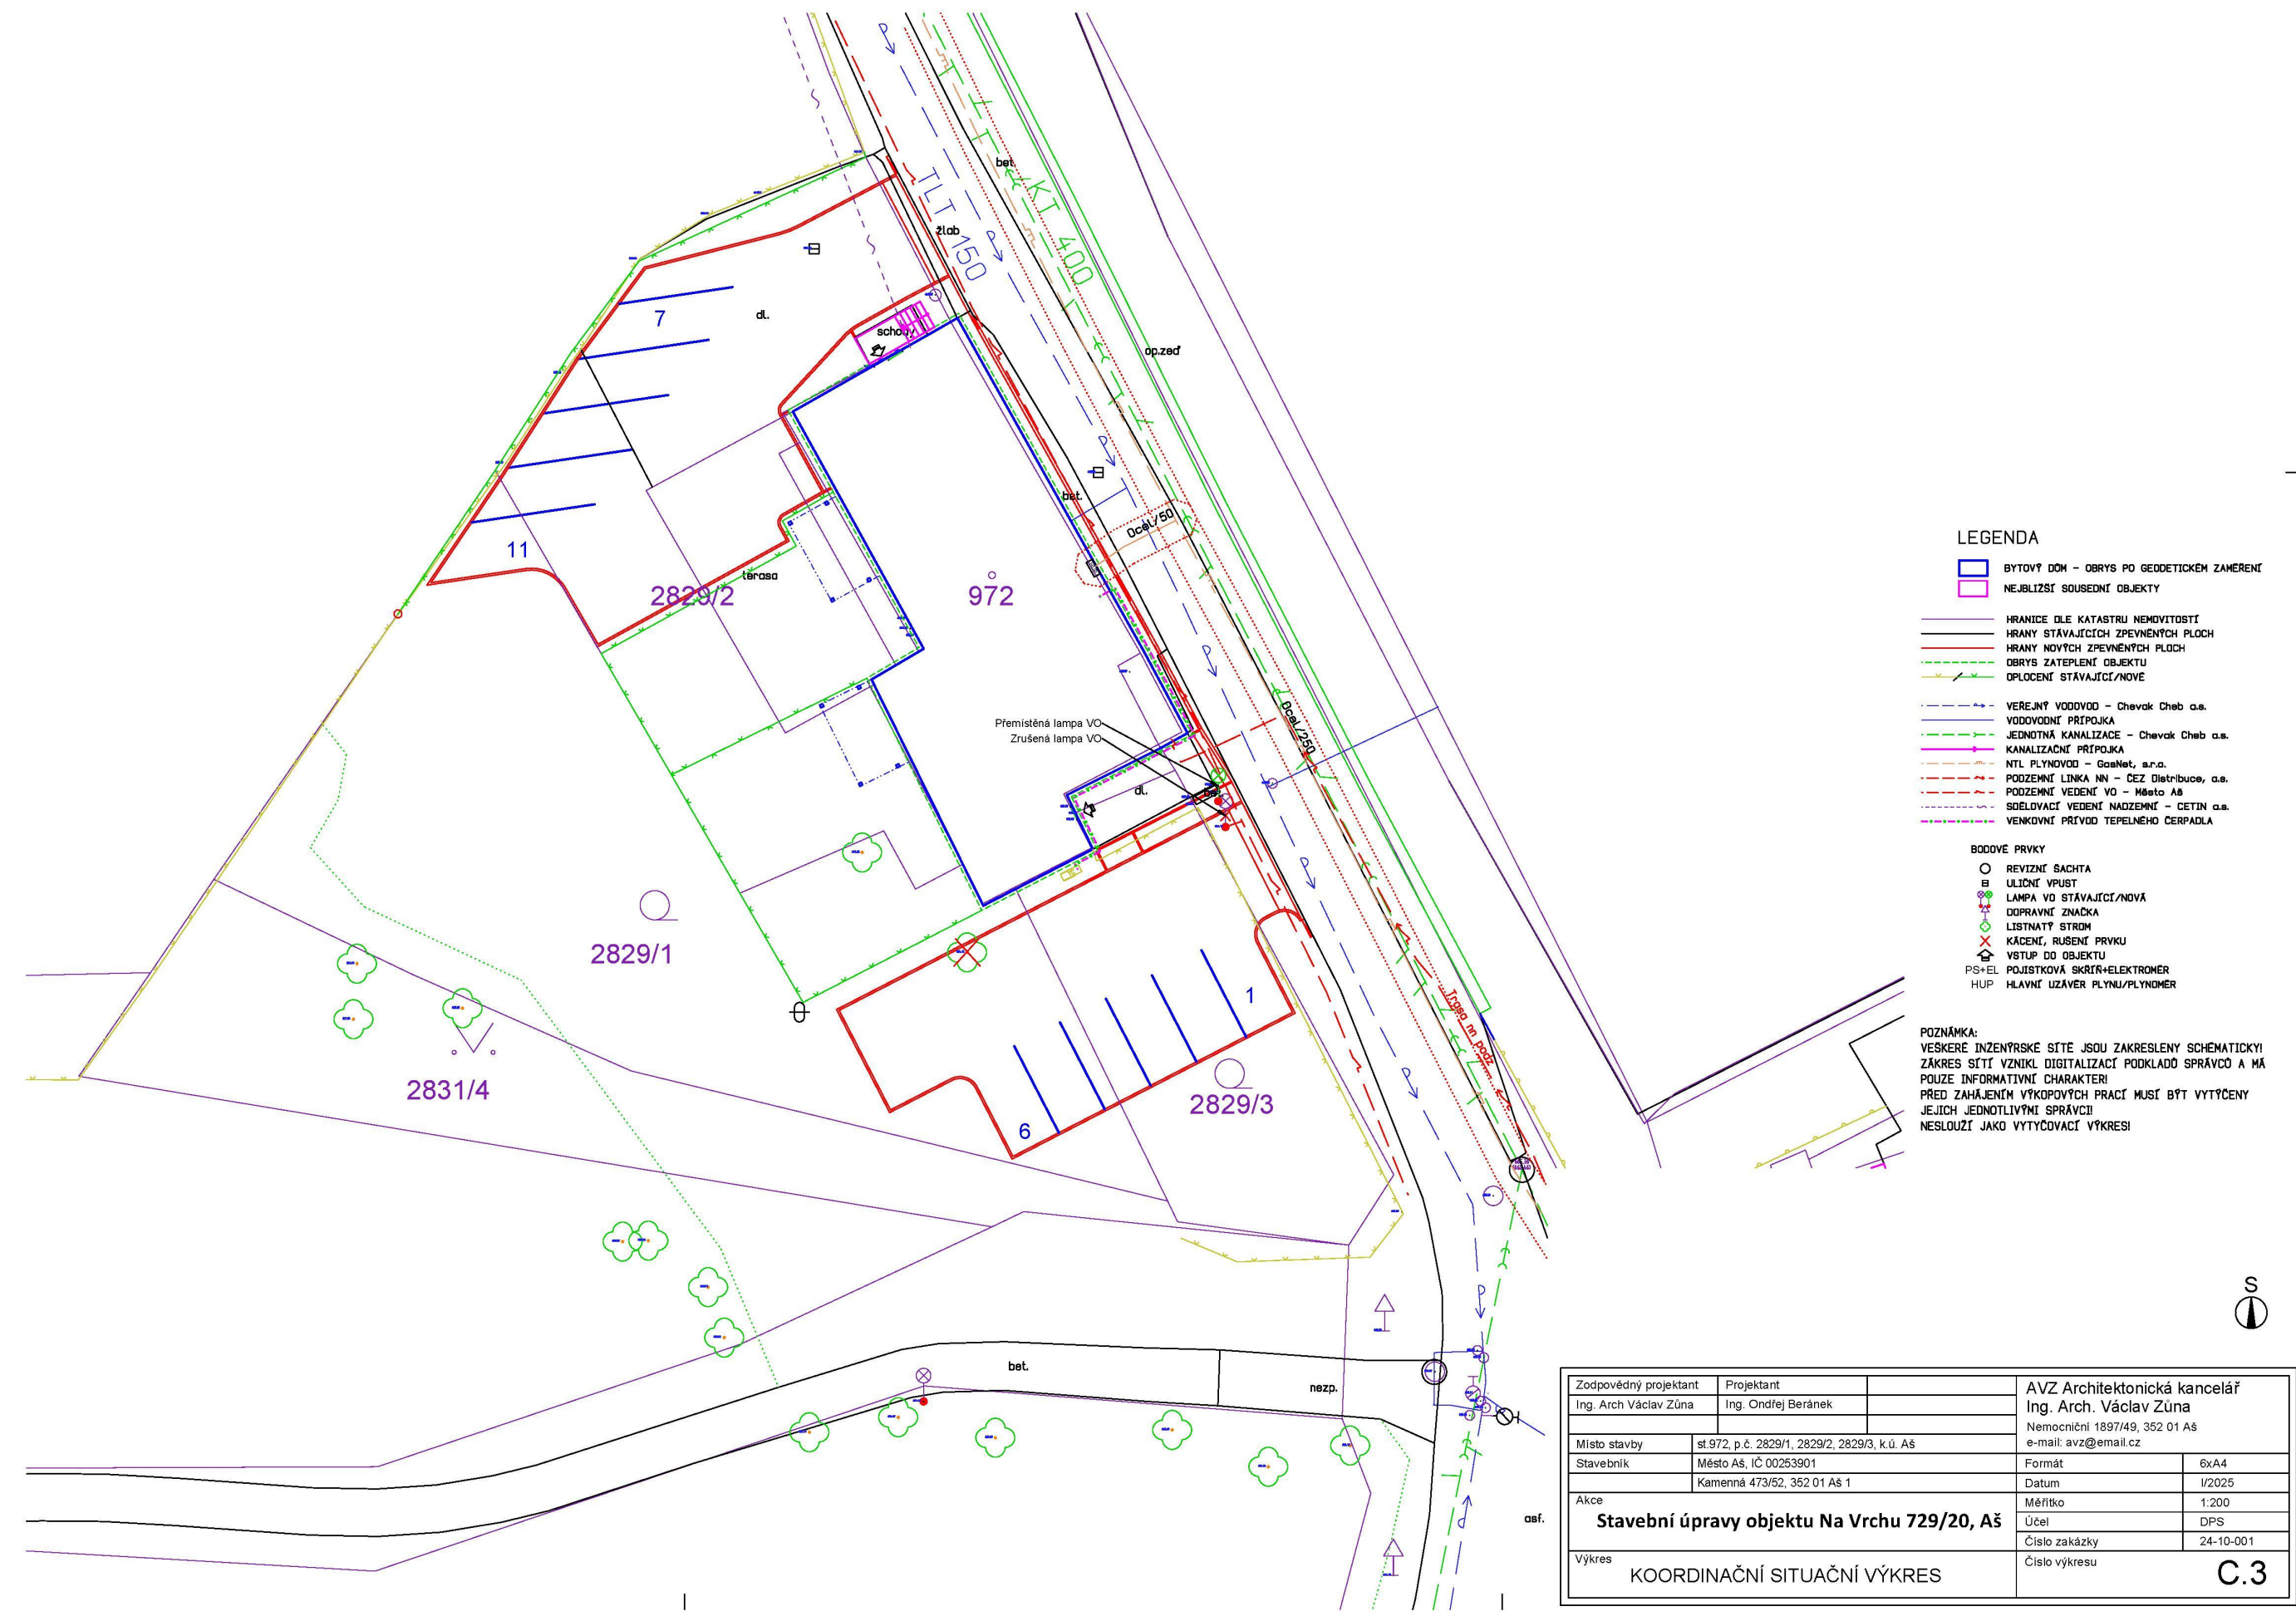 TLT 150
KT 400
bet.
žlab
7
dl.
schody
op.zeď
bet.
Ocel/50
11
terasa
2829/2
972
Přemístěná lampa VO
Zrušená lampa VO
Ocel/250
dl.
2829/1
1
Trasa nn podz.
2831/4
6
2829/3
bet.
nezp.
asf.
LEGENDA
BYTOVÝ DŮM - OBRYS PO GEODETICKÉM ZAMĚŘENÍ
NEJBLIŽŠÍ SOUSEDNÍ OBJEKTY
HRANICE DLE KATASTRU NEMOVITOSTÍ
HRANY STÁVAJÍCÍCH ZPEVNĚNÝCH PLOCH
HRANY NOVÝCH ZPEVNĚNÝCH PLOCH
OBRYS ZATEPLENÍ OBJEKTU
OPLOCENÍ STÁVAJÍCÍ/NOVÉ
VEŘEJNÝ VODOVOD - Chevak Cheb a.s.
VODOVODNÍ PŘÍPOJKA
JEDNOTNÁ KANALIZACE - Chevak Cheb a.s.
KANALIZAČNÍ PŘÍPOJKA
NTL PLYNOVOD - GasNet, s.r.o.
PODZEMNÍ LINKA NN - ČEZ Distribuce, a.s.
PODZEMNÍ VEDENÍ VO - Město Aš
SDĚLOVACÍ VEDENÍ NADZEMNÍ - CETIN a.s.
VENKOVNÍ PŘÍVOD TEPELNÉHO ČERPADLA
BODOVÉ PRVKY
REVIZNÍ ŠACHTA
ULIČNÍ VPUST
LAMPA VO STÁVAJÍCÍ/NOVÁ
DOPRAVNÍ ZNAČKA
LISTNATÝ STROM
KÁCENÍ, RUŠENÍ PRVKU
VSTUP DO OBJEKTU
PS+EL POJISTKOVÁ SKŘÍŇ+ELEKTROMĚR
HUP HLAVNÍ UZÁVĚR PLYNU/PLYNOMĚR
POZNÁMKA:
VEŠKERÉ INŽENÝRSKÉ SÍTĚ JSOU ZAKRESLENY SCHÉMATICKY!
ZÁKRES SÍTÍ VZNIKL DIGITALIZACÍ PODKLADŮ SPRÁVCŮ A MÁ
POUZE INFORMATIVNÍ CHARAKTER!
PŘED ZAHÁJENÍM VÝKOPOVÝCH PRACÍ MUSÍ BÝT VYTÝČENY
JEJICH JEDNOTLIVÝMI SPRÁVCI!
NESLOUŽÍ JAKO VYTYČOVACÍ VÝKRES!
S
Zodpovědný projektant Projektant
Ing. Arch Václav Zůna Ing. Ondřej Beránek
AVZ Architektonická kancelář
Ing. Arch. Václav Zůna
Nemocniční 1897/49, 352 01 Aš
e-mail: avz@email.cz
Místo stavby st.972, p.č. 2829/1, 2829/2, 2829/3, k.ú. Aš
Stavebník Město Aš, IČ 00253901
Kamenná 473/52, 352 01 Aš 1
Formát 6xA4
Datum I/2025
Měřítko 1:200
Účel DPS
Číslo zakázky 24-10-001
Akce
Stavební úpravy objektu Na Vrchu 729/20, Aš
Výkres
KOORDINAČNÍ SITUAČNÍ VÝKRES
Číslo výkresu
C.3